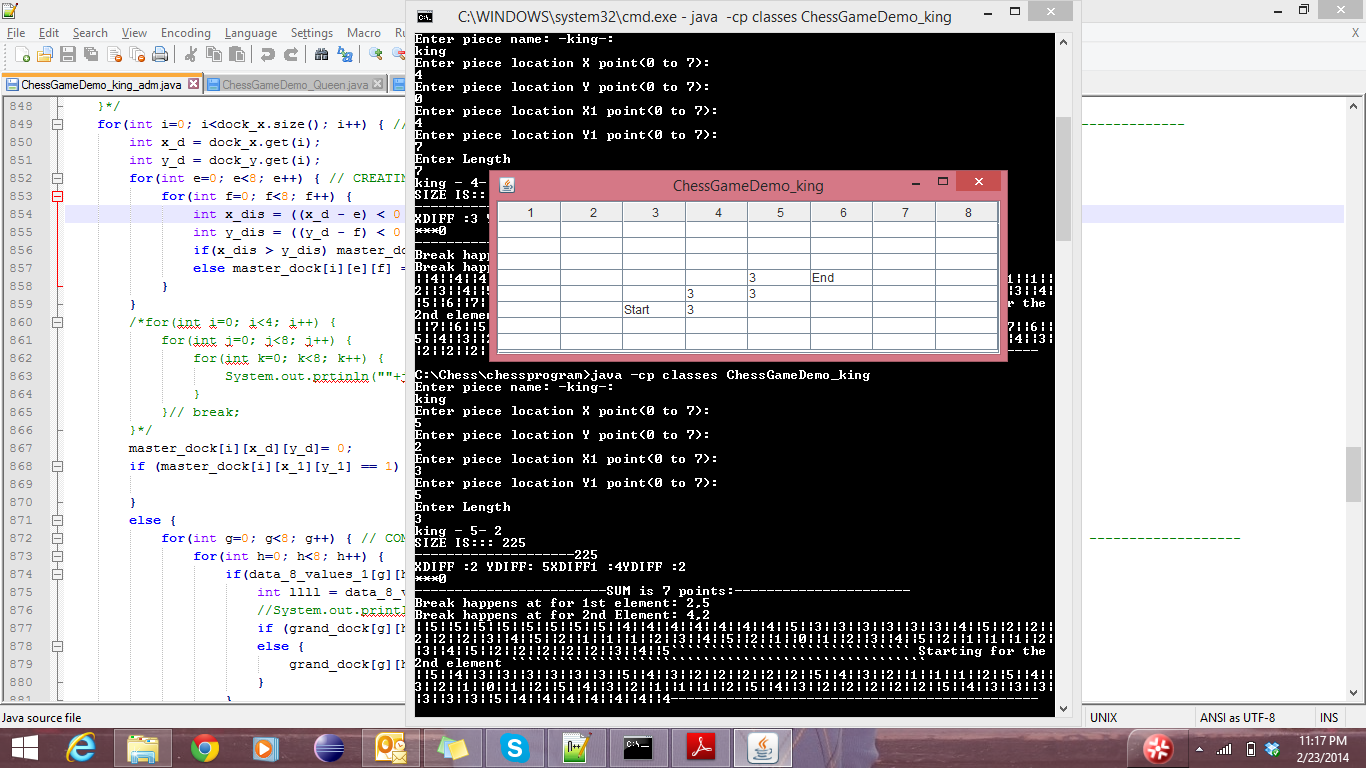 C:\WINDOWS\system32\cmd.exe - java -cp classes ChessGameDemo_king
File Edit Search View Encoding Language Settings Macro
X
ChessGameDemo_king_adm.java ChessGameDemo_Queen.java
848 }*/
849 for(int i=0; i<dock_x.size(); i++) { //
850 int x_d = dock_x.get(i);
851 int y_d = dock_y.get(i);
852 for(int e=0; e<8; e++) { // CREATIN
853 for(int f=0; f<8; f++) {
854 int x_dis = ((x_d - e) < 0
855 int y_dis = ((y_d - f) < 0
856 if(x_dis > y_dis) master_do
857 else master_dock[i][e][f] =
858 }
859 }
860 /*for(int i=0; i<4; i++) {
861 for(int j=0; j<8; j++) {
862 for(int k=0; k<8; k++) {
863 System.out.prtinln(""+
864 }
865 }// break;
866 }*/
867 master_dock[i][x_d][y_d]= 0;
868 if (master_dock[i][x_1][y_1] == 1)
869
870 }
871 else {
872 for(int g=0; g<8; g++) { // COM
873 for(int h=0; h<8; h++) {
874 if(data_8_values_1[g][h
875 int llll = data_8_v
876 //System.out.printl
877 if (grand_dock[g][h
878 else {
879 grand_dock[g][h
880 }
881 }
Enter piece name: -king-:
king
Enter piece location X point(0 to 7):
4
Enter piece location Y point(0 to 7):
0
Enter piece location X1 point(0 to 7):
4
Enter piece location Y1 point(0 to 7):
7
Enter Length
7
king - 4-
SIZE IS::
XDIFF :3
***0
Break hap
Break hap
r the
2nd elemen
ChessGameDemo_king
1 2 3 4 5 6 7 8
3 End
3 3
Start 3
C:\Chess\chessprogram>java -cp classes ChessGameDemo_king
Enter piece name: -king-:
king
Enter piece location X point(0 to 7):
5
Enter piece location Y point(0 to 7):
2
Enter piece location X1 point(0 to 7):
3
Enter piece location Y1 point(0 to 7):
5
Enter Length
3
king - 5- 2
SIZE IS::: 225
--------------------225
XDIFF :2 YDIFF: 5XDIFF1 :4YDIFF :2
***0
------------------------SUM is 7 points:----------------------
Break happens at for 1st element: 2,5
Break happens at for 2nd Element: 4,2
Starting for the
2nd element
Java source file UNIX ANSI as UTF-8 INS
11:17 PM
2/23/2014